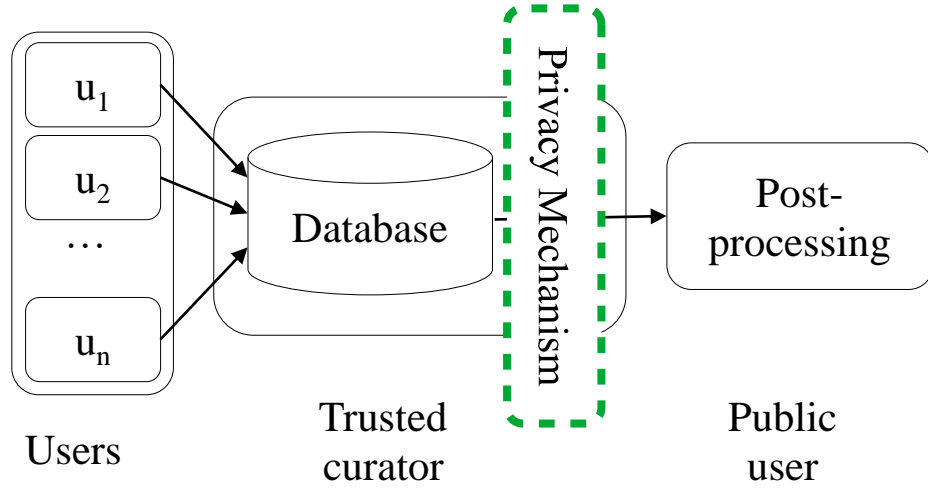 u1
u2
…
un
Users
Database
Trusted
curator
Privacy Mechanism
Post-
processing
Public
user